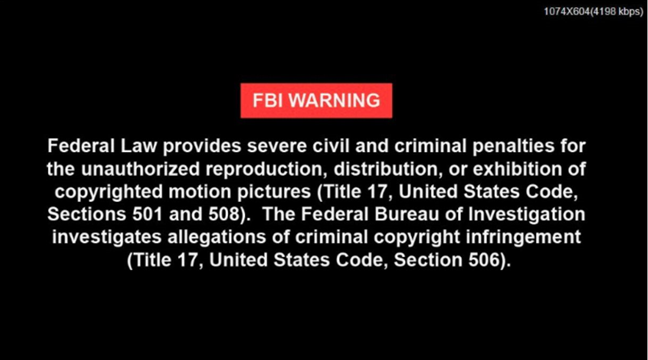 1074X604(4198 kbps)
FBI WARNING
Federal Law provides severe civil and criminal penalties for
the unauthorized reproduction, distribution, or exhibition of
copyrighted motion pictures (Title 17, United States Code,
Sections 501 and 508).  The Federal Bureau of Investigation
investigates allegations of criminal copyright infringement
(Title 17, United States Code, Section 506).